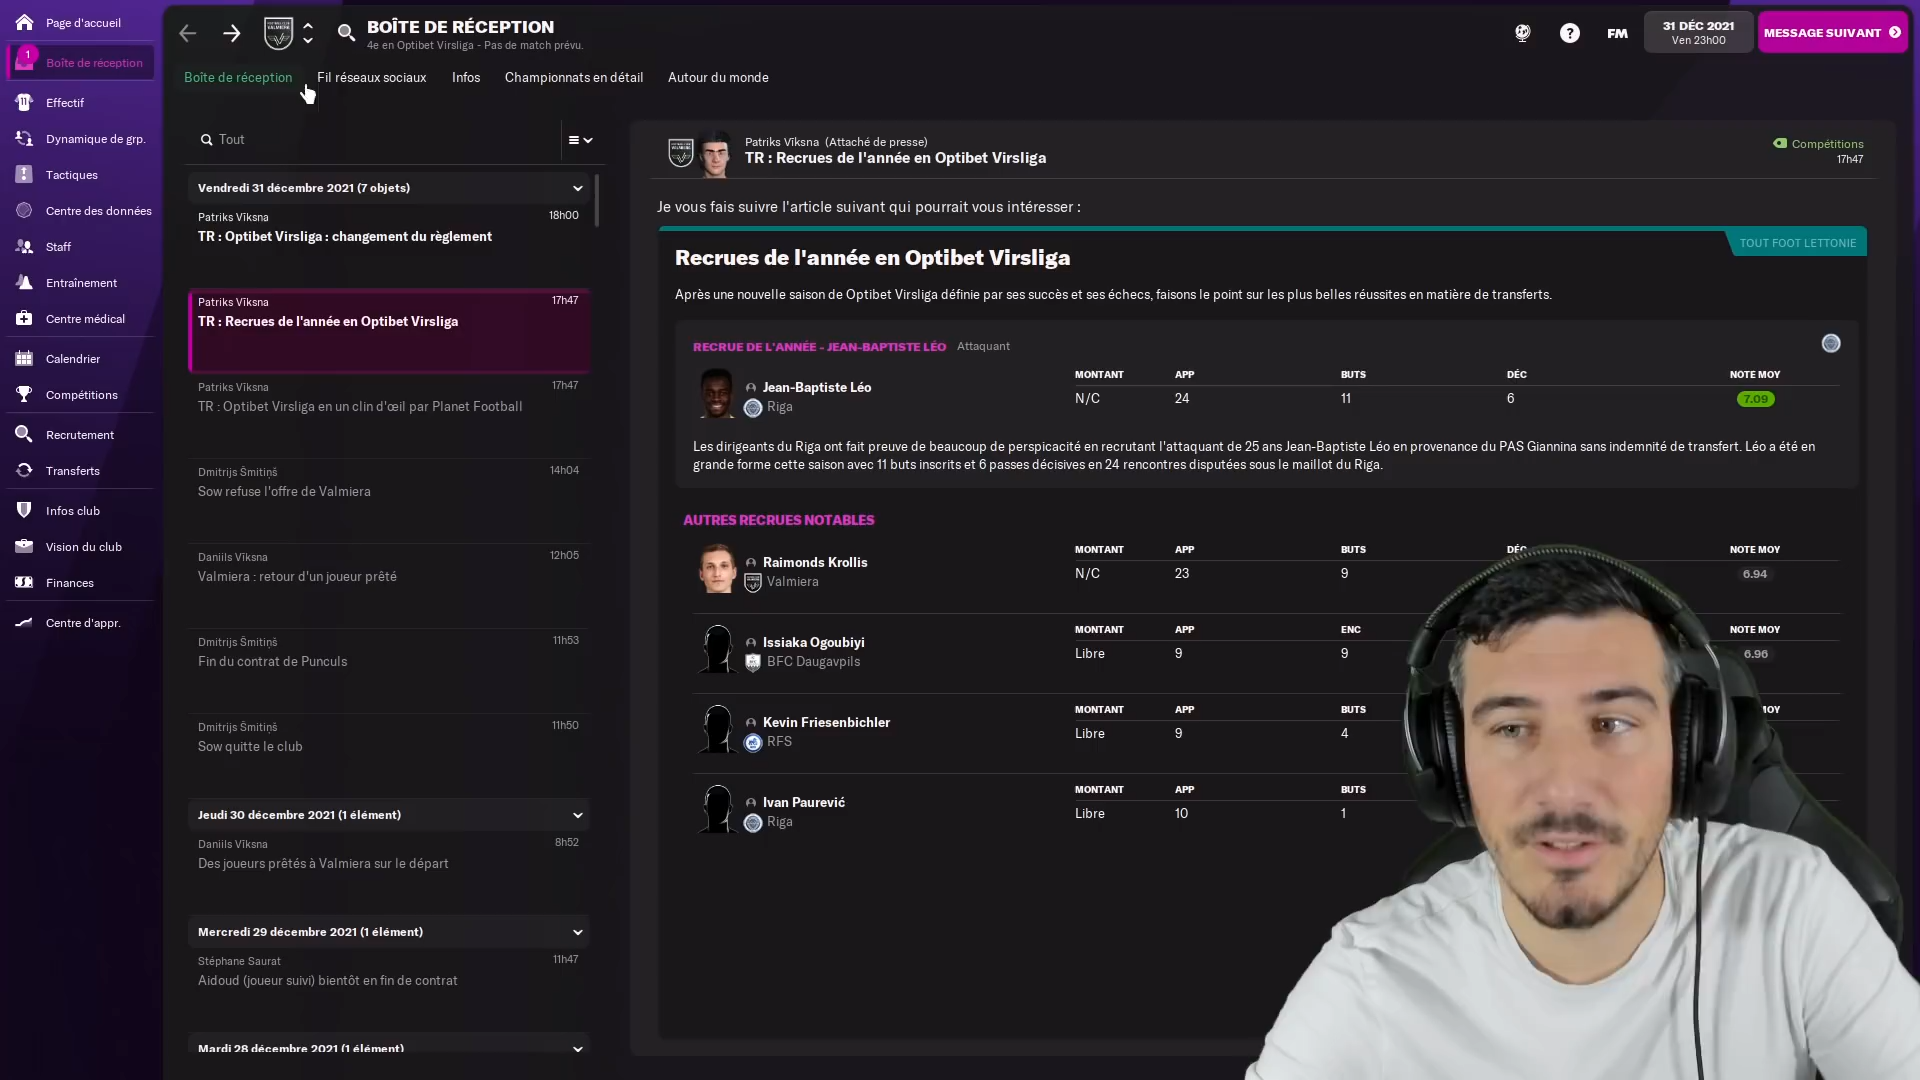 Page d'accueil
1
Boîte de réception
Effectif
Dynamique de grp.
Tactiques
Centre des données
Staff
Entraînement
Centre médical
Calendrier
Compétitions
Recrutement
Transferts
Infos club
Vision du club
Finances
Centre d'appr.
BOÎTE DE RÉCEPTION
4e en Optibet Virsliga - Pas de match prévu.
FM
31 DÉC 2021
Ven 23h00
MESSAGE SUIVANT
Boîte de réception
Fil réseaux sociaux
Infos
Championnats en détail
Autour du monde
Tout
Vendredi 31 décembre 2021 (7 objets)
Patriks Vīksna 18h00
TR : Optibet Virsliga : changement du règlement
Patriks Vīksna 17h47
TR : Recrues de l'année en Optibet Virsliga
Patriks Vīksna 17h47
TR : Optibet Virsliga en un clin d'œil par Planet Football
Dmitrijs Šmitiņš 14h04
Sow refuse l'offre de Valmiera
Daniils Vīksna 12h05
Valmiera : retour d'un joueur prêté
Dmitrijs Šmitiņš 11h53
Fin du contrat de Punculs
Dmitrijs Šmitiņš 11h50
Sow quitte le club
Jeudi 30 décembre 2021 (1 élément)
Daniils Vīksna 8h52
Des joueurs prêtés à Valmiera sur le départ
Mercredi 29 décembre 2021 (1 élément)
Stéphane Saurat 11h47
Aidoud (joueur suivi) bientôt en fin de contrat
Mardi 28 décembre 2021 (1 élément)
Patriks Vīksna (Attaché de presse)
TR : Recrues de l'année en Optibet Virsliga
Compétitions
17h47
Je vous fais suivre l'article suivant qui pourrait vous intéresser :
TOUT FOOT LETTONIE
Recrues de l'année en Optibet Virsliga
Après une nouvelle saison de Optibet Virsliga définie par ses succès et ses échecs, faisons le point sur les plus belles réussites en matière de transferts.
RECRUE DE L'ANNÉE - JEAN-BAPTISTE LÉO Attaquant
MONTANT APP BUTS DÉC NOTE MOY
Jean-Baptiste Léo
Riga
N/C 24 11 6 7.09
Les dirigeants du Riga ont fait preuve de beaucoup de perspicacité en recrutant l'attaquant de 25 ans Jean-Baptiste Léo en provenance du PAS Giannina sans indemnité de transfert. Léo a été en
grande forme cette saison avec 11 buts inscrits et 6 passes décisives en 24 rencontres disputées sous le maillot du Riga.
AUTRES RECRUES NOTABLES
MONTANT APP BUTS DÉC NOTE MOY
Raimonds Krollis
Valmiera
N/C 23 9 6.94
MONTANT APP ENC NOTE MOY
Issiaka Ogoubiyi
BFC Daugavpils
Libre 9 9 6.96
MONTANT APP BUTS MOY
Kevin Friesenbichler
RFS
Libre 9 4
MONTANT APP BUTS
Ivan Paurević
Riga
Libre 10 1